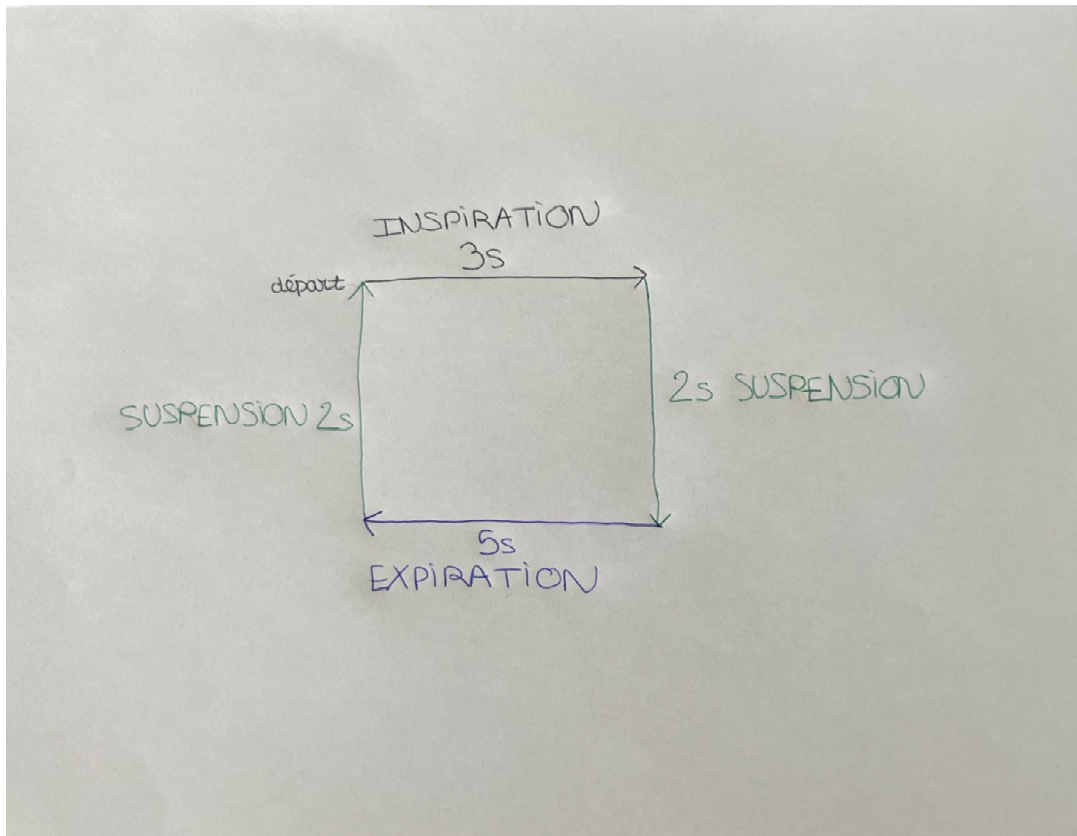 INSPIRATION
3s
départ
2s SUSPENSION
SUSPENSION 2s
5s
EXPIRATION